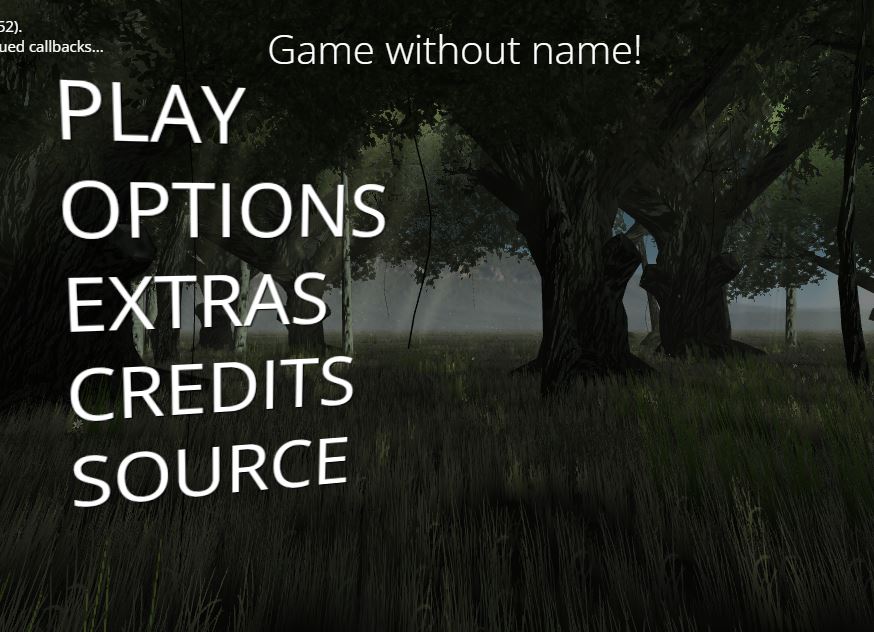 52).
ued callbacks...
Game without name!
PLAY
OPTIONS
EXTRAS
CREDITS
SOURCE